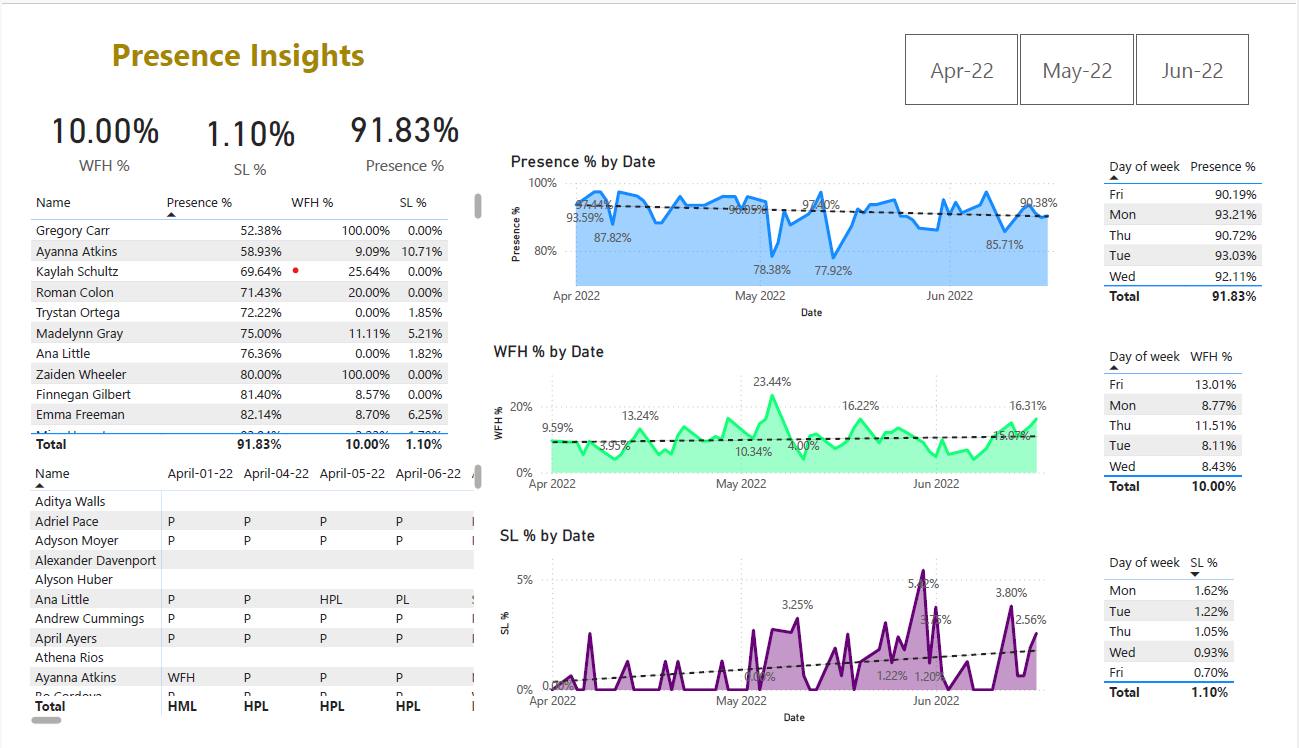 Presence Insights
Apr-22 May-22 Jun-22
10.00% 1.10% 91.83%
WFH % SL % Presence %
Name Presence % WFH % SL %
Gregory Carr 52.38% 100.00% 0.00%
Ayanna Atkins 58.93% 9.09% 10.71%
Kaylah Schultz 69.64% 25.64% 0.00%
Roman Colon 71.43% 20.00% 0.00%
Trystan Ortega 72.22% 0.00% 1.85%
Madelynn Gray 75.00% 11.11% 5.21%
Ana Little 76.36% 0.00% 1.82%
Zaiden Wheeler 80.00% 100.00% 0.00%
Finnegan Gilbert 81.40% 8.57% 0.00%
Emma Freeman 82.14% 8.70% 6.25%
Total 91.83% 10.00% 1.10%
Name April-01-22 April-04-22 April-05-22 April-06-22
Aditya Walls
Adriel Pace P P P P
Adyson Moyer P P P P
Alexander Davenport
Alyson Huber
Ana Little P P HPL PL
Andrew Cummings P P P P
April Ayers P P P P
Athena Rios
Ayanna Atkins WFH P P P
Total HML HPL HPL HPL
Presence % by Date
Presence %
100%
80%
97.44%
93.59%
87.82%
96.05%
78.38%
97.40%
77.92%
85.71%
90.38%
Apr 2022 May 2022 Jun 2022
Date
Day of week Presence %
Fri 90.19%
Mon 93.21%
Thu 90.72%
Tue 93.03%
Wed 92.11%
Total 91.83%
WFH % by Date
WFH %
20%
0%
9.59%
3.95%
13.24%
10.34%
23.44%
4.00%
16.22%
15.07%
16.31%
Apr 2022 May 2022 Jun 2022
Day of week WFH %
Fri 13.01%
Mon 8.77%
Thu 11.51%
Tue 8.11%
Wed 8.43%
Total 10.00%
SL % by Date
SL %
5%
0%
0.00%
0.00%
3.25%
1.22%
5.42%
1.20%
3.75%
3.80%
2.56%
Apr 2022 May 2022 Jun 2022
Date
Day of week SL %
Mon 1.62%
Tue 1.22%
Thu 1.05%
Wed 0.93%
Fri 0.70%
Total 1.10%